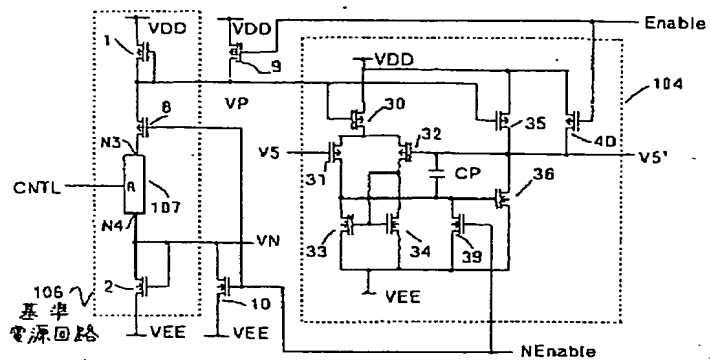 Enable
VDD
VDD
1
9
VDD
104
VP
30
8
35
40
N3
V5
31
32
V5'
CP
36
CNTL
R
107
N4
VN
33
34
39
2
10
106
基準
電源回路
VEE
VEE
VEE
NEnable